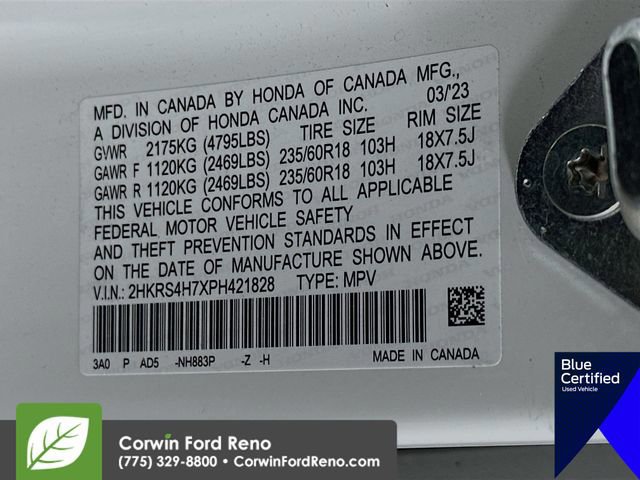 MFD. IN CANADA BY HONDA OF CANADA MFG.,
A DIVISION OF HONDA CANADA INC. 03/23
GVWR 2175KG (4795LBS) TIRE SIZE RIM SIZE
GAWR F 1120KG (2469LBS) 235/60R18 103H 18X7.5J
GAWR R 1120KG (2469LBS) 235/60R18 103H 18X7.5J
THIS VEHICLE CONFORMS TO ALL APPLICABLE
FEDERAL MOTOR VEHICLE SAFETY
AND THEFT PREVENTION STANDARDS IN EFFECT
ON THE DATE OF MANUFACTURE SHOWN ABOVE.
V.I.N.: 2HKRS4H7XPH421828 TYPE: MPV
3A0 P AD5 -NH883P -Z -H MADE IN CANADA
Blue
Certified
Used Vehicle
Corwin Ford Reno
(775) 329-8800 • CorwinFordReno.com